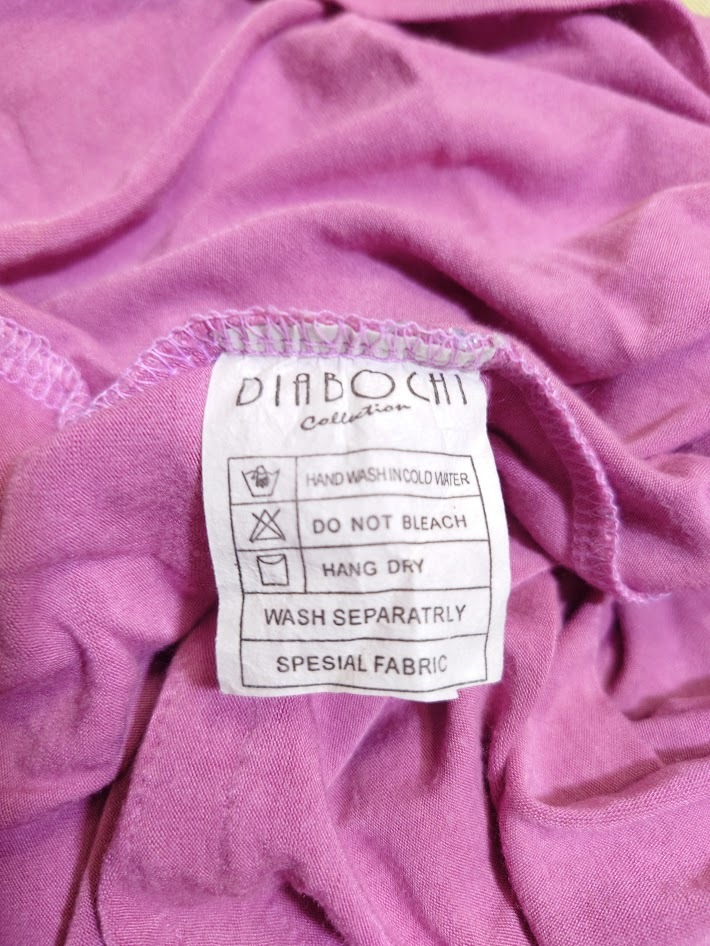 DIABOCHI
Collection
HAND WASH IN COLD WATER
DO NOT BLEACH
HANG DRY
WASH SEPARATRLY
SPESIAL FABRIC